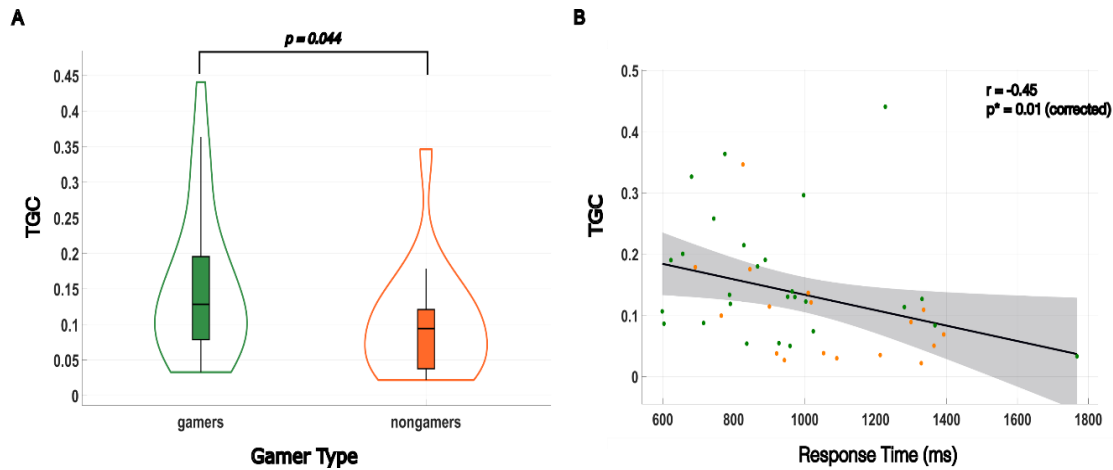 A
p = 0.044
0.45
0.4
0.35
0.3
0.25
0.2
0.15
0.1
0.05
0
TGC
gamers
nongamers
Gamer Type
B
r = -0.45
p* = 0.01 (corrected)
0.5
0.4
0.3
0.2
0.1
0
TGC
600
800
1000
1200
1400
1600
1800
Response Time (ms)